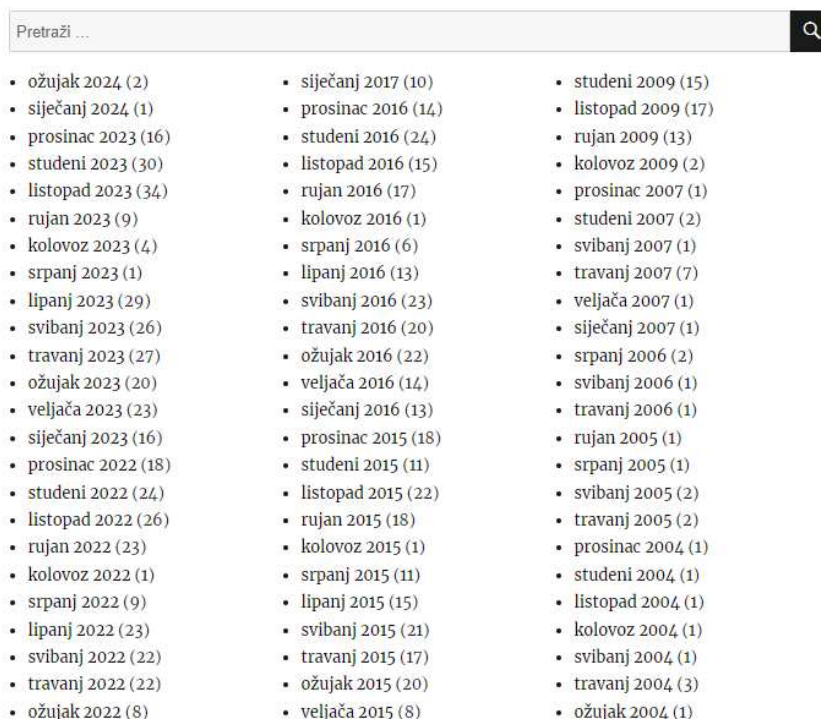 Pretraži ...
ožujak 2024 (2)
siječanj 2024 (1)
prosinac 2023 (16)
studeni 2023 (30)
listopad 2023 (34)
rujan 2023 (9)
kolovoz 2023 (4)
srpanj 2023 (1)
lipanj 2023 (29)
svibanj 2023 (26)
travanj 2023 (27)
ožujak 2023 (20)
veljača 2023 (23)
siječanj 2023 (16)
prosinac 2022 (18)
studeni 2022 (24)
listopad 2022 (26)
rujan 2022 (23)
kolovoz 2022 (1)
srpanj 2022 (9)
lipanj 2022 (23)
svibanj 2022 (22)
travanj 2022 (22)
ožujak 2022 (8)
siječanj 2017 (10)
prosinac 2016 (14)
studeni 2016 (24)
listopad 2016 (15)
rujan 2016 (17)
kolovoz 2016 (1)
srpanj 2016 (6)
lipanj 2016 (13)
svibanj 2016 (23)
travanj 2016 (20)
ožujak 2016 (22)
veljača 2016 (14)
siječanj 2016 (13)
prosinac 2015 (18)
studeni 2015 (11)
listopad 2015 (22)
rujan 2015 (18)
kolovoz 2015 (1)
srpanj 2015 (11)
lipanj 2015 (15)
svibanj 2015 (21)
travanj 2015 (17)
ožujak 2015 (20)
veljača 2015 (8)
studeni 2009 (15)
listopad 2009 (17)
rujan 2009 (13)
kolovoz 2009 (2)
prosinac 2007 (1)
studeni 2007 (2)
svibanj 2007 (1)
travanj 2007 (7)
veljača 2007 (1)
siječanj 2007 (1)
srpanj 2006 (2)
svibanj 2006 (1)
travanj 2006 (1)
rujan 2005 (1)
srpanj 2005 (1)
svibanj 2005 (2)
travanj 2005 (2)
prosinac 2004 (1)
studeni 2004 (1)
listopad 2004 (1)
kolovoz 2004 (1)
svibanj 2004 (1)
travanj 2004 (3)
ožujak 2004 (1)